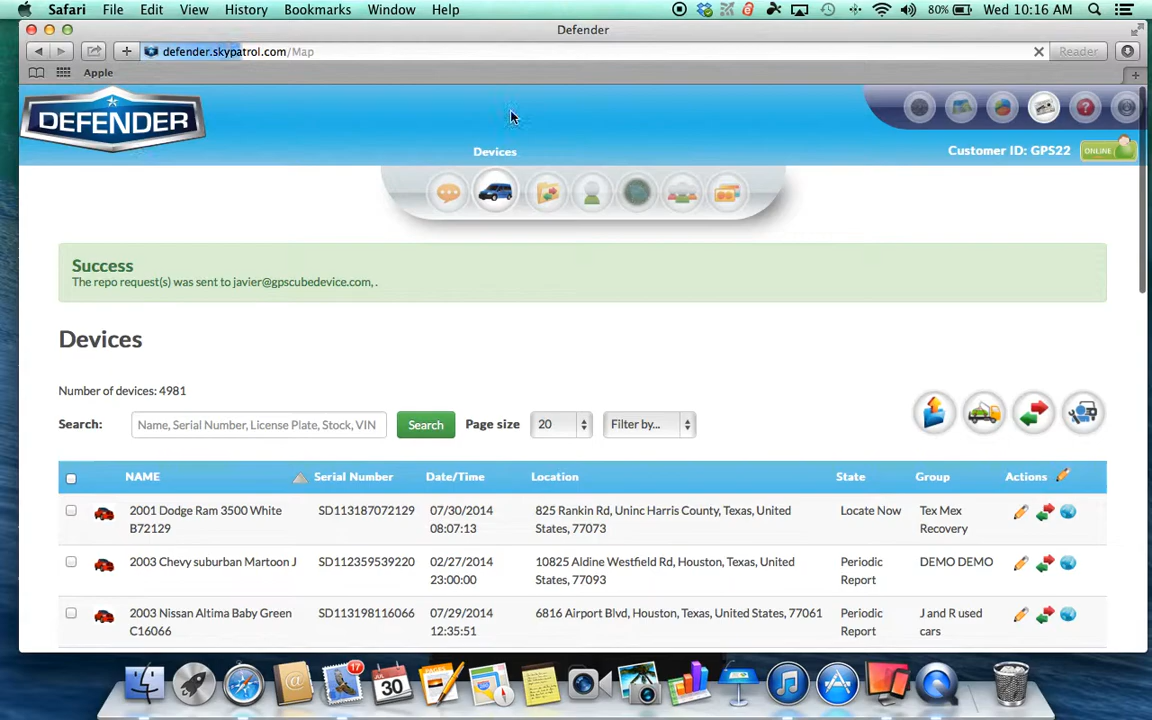 Safari File Edit View History Bookmarks Window Help 80% Wed 10:16 AM
Defender
defender.skypatrol.com/Map Reader
Apple
DEFENDER
Devices
Customer ID: GPS22 ONLINE
Success
The repo request(s) was sent to javier@gpscubedevice.com, .
Devices
Number of devices: 4981
Search: Name, Serial Number, License Plate, Stock, VIN Search Page size 20 Filter by...
NAME Serial Number Date/Time Location State Group Actions
2001 Dodge Ram 3500 White SD113187072129 07/30/2014 825 Rankin Rd, Uninc Harris County, Texas, United Locate Now Tex Mex
B72129 08:07:13 States, 77073 Recovery
2003 Chevy suburban Martoon J SD112359539220 02/27/2014 10825 Aldine Westfield Rd, Houston, Texas, United Periodic DEMO DEMO
23:00:00 States, 77093 Report
2003 Nissan Altima Baby Green SD113198116066 07/29/2014 6816 Airport Blvd, Houston, Texas, United States, 77061 Periodic J and R used
C16066 12:35:51 Report cars
17
JUL
30